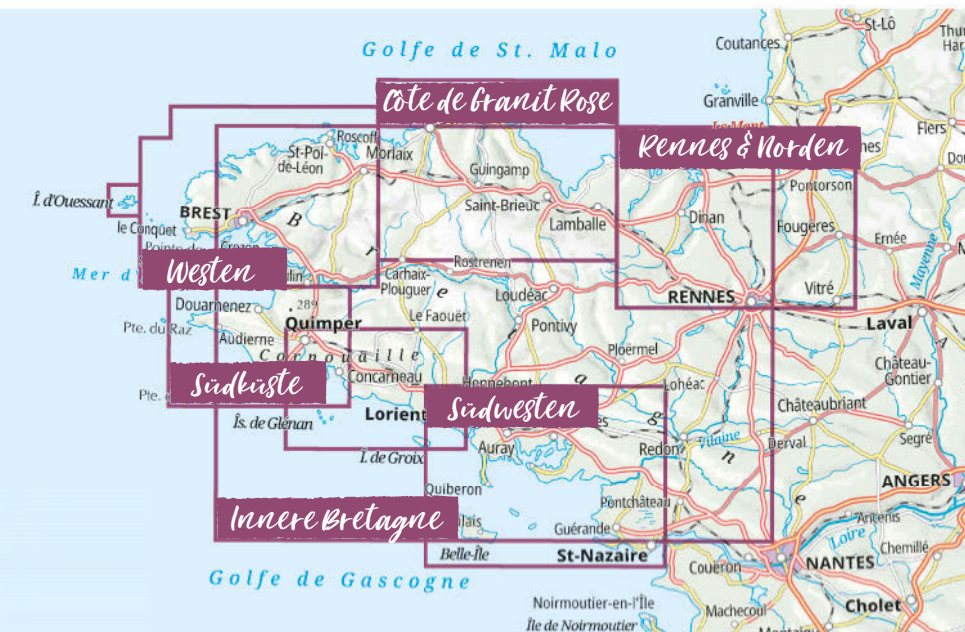 Golfe de St. Malo
St-Lô
Coutances
Granville
Côte de Granit Rose
Flers
Rennes & Norden
Roscoff
St-Pol-
de-Léon
Morlaix
Guingamp
Pontorson
Î. d'Ouessant
BREST
Saint-Brieuc
Lamballe
Dinan
Fougères
le Conquet
Ernée
Mayenne
Westen
Mer d
Rostrenen
Carhaix-
Plouguer
Loudéac
RENNES
Vitré
Douarnenez
289
Quimper
Le Faouët
Pontivy
Laval
Pte. du Raz
Audierne
Cornouaille
Ploërmel
Château-
Gontier
Concarneau
Lohéac
Südküste
Südwesten
Châteaubriant
Îs. de Glénan
Lorient
Auray
Redon
Vilaine
Derval
Segré
Î. de Groix
Bretagne
ANGERS
Quiberon
Pontchâteau
Innere Bretagne
Guérande
Ancenis
Loire
Belle-Île
St-Nazaire
Couëron
NANTES
Chemillé
Golfe de Gascogne
Noirmoutier-en-l'Île
Île de Noirmoutier
Machecoul
Cholet